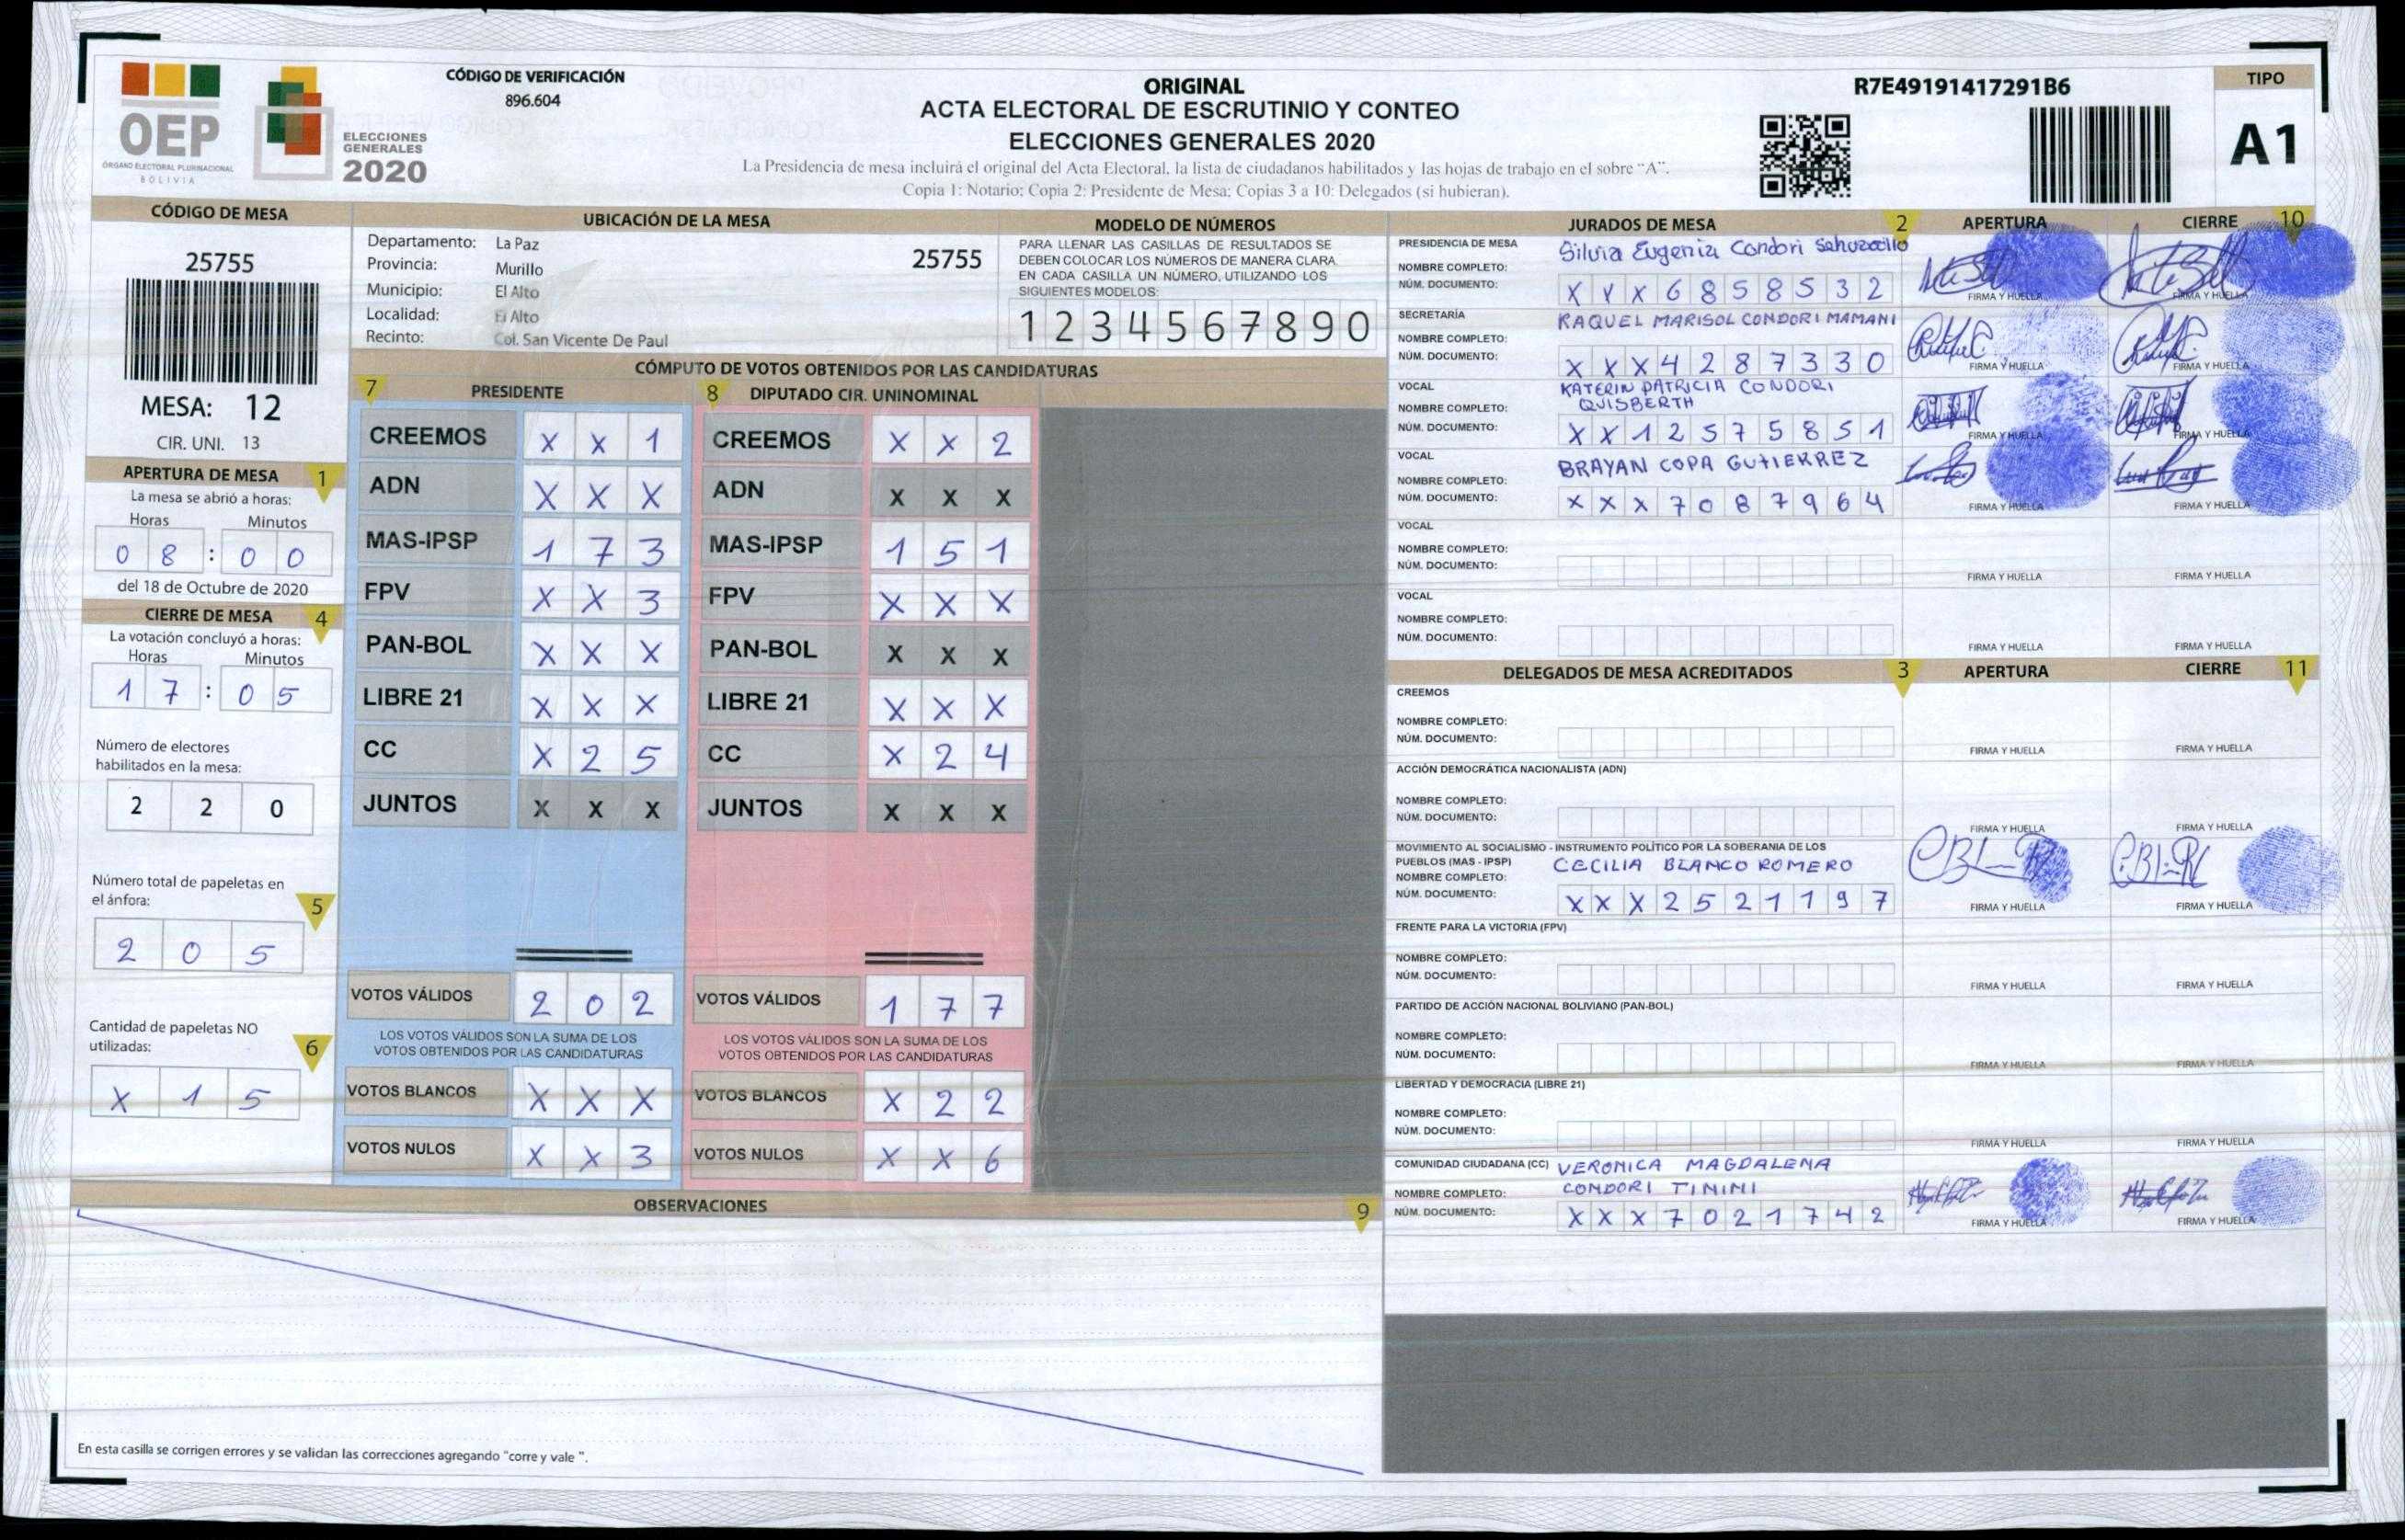 OEP
ÓRGANO ELECTORAL PLURINACIONAL
BOLIVIA
ELECCIONES
GENERALES
2020
CÓDIGO DE VERIFICACIÓN
896.604
ORIGINAL
ACTA ELECTORAL DE ESCRUTINIO Y CONTEO
ELECCIONES GENERALES 2020
La Presidencia de mesa incluirá el original del Acta Electoral, la lista de ciudadanos habilitados y las hojas de trabajo en el sobre "A".
Copia 1: Notario; Copia 2: Presidente de Mesa; Copias 3 a 10: Delegados (si hubieran).
R7E49191417291B6
TIPO
A1
CÓDIGO DE MESA
25755
MESA: 12
CIR. UNI. 13
APERTURA DE MESA 1
La mesa se abrió a horas:
Horas Minutos
0 8 : 0 0
del 18 de Octubre de 2020
CIERRE DE MESA 4
La votación concluyó a horas:
Horas Minutos
1 7 : 0 5
Número de electores
habilitados en la mesa:
2 2 0
Número total de papeletas en
el ánfora: 5
2 0 5
Cantidad de papeletas NO
utilizadas: 6
X 1 5
UBICACIÓN DE LA MESA
Departamento: La Paz
25755
Provincia: Murillo
Municipio: El Alto
Localidad: El Alto
Recinto: Col. San Vicente De Paul
MODELO DE NÚMEROS
PARA LLENAR LAS CASILLAS DE RESULTADOS SE
DEBEN COLOCAR LOS NÚMEROS DE MANERA CLARA
EN CADA CASILLA UN NÚMERO, UTILIZANDO LOS
SIGUIENTES MODELOS:
1 2 3 4 5 6 7 8 9 0
CÓMPUTO DE VOTOS OBTENIDOS POR LAS CANDIDATURAS
7 PRESIDENTE
CREEMOS X X 1
ADN X X X
MAS-IPSP 1 7 3
FPV X X 3
PAN-BOL X X X
LIBRE 21 X X X
CC X 2 5
JUNTOS X X X
VOTOS VÁLIDOS 2 0 2
LOS VOTOS VÁLIDOS SON LA SUMA DE LOS
VOTOS OBTENIDOS POR LAS CANDIDATURAS
VOTOS BLANCOS X X X
VOTOS NULOS X X 3
8 DIPUTADO CIR. UNINOMINAL
CREEMOS X X 2
ADN X X X
MAS-IPSP 1 5 1
FPV X X X
PAN-BOL X X X
LIBRE 21 X X X
CC X 2 4
JUNTOS X X X
VOTOS VÁLIDOS 1 7 7
LOS VOTOS VÁLIDOS SON LA SUMA DE LOS
VOTOS OBTENIDOS POR LAS CANDIDATURAS
VOTOS BLANCOS X 2 2
VOTOS NULOS X X 6
OBSERVACIONES 9
En esta casilla se corrigen errores y se validan las correcciones agregando "corre y vale ".
JURADOS DE MESA 2 APERTURA CIERRE 10
PRESIDENCIA DE MESA
Silvia Eugenia Condori
NOMBRE COMPLETO:
NÚM. DOCUMENTO: X X X 6 8 5 8 5 3 2
FIRMA Y HUELLA FIRMA Y HUELLA
SECRETARÍA
RAQUEL MARISOL CONDORI MAMANI
NOMBRE COMPLETO:
NÚM. DOCUMENTO: X X X 4 2 8 7 3 3 0
FIRMA Y HUELLA FIRMA Y HUELLA
VOCAL
KATERIN PATRICIA CONDORI
QUISBERTH
NOMBRE COMPLETO:
NÚM. DOCUMENTO: X X 1 2 5 7 5 8 5 1
FIRMA Y HUELLA FIRMA Y HUELLA
VOCAL
BRAYAN COPA GUTIERREZ
NOMBRE COMPLETO:
NÚM. DOCUMENTO: X X X 7 0 8 7 9 6 4
FIRMA Y HUELLA FIRMA Y HUELLA
VOCAL
NOMBRE COMPLETO:
NÚM. DOCUMENTO:
FIRMA Y HUELLA FIRMA Y HUELLA
VOCAL
NOMBRE COMPLETO:
NÚM. DOCUMENTO:
FIRMA Y HUELLA FIRMA Y HUELLA
DELEGADOS DE MESA ACREDITADOS 3 APERTURA CIERRE 11
CREEMOS
NOMBRE COMPLETO:
NÚM. DOCUMENTO:
FIRMA Y HUELLA FIRMA Y HUELLA
ACCIÓN DEMOCRÁTICA NACIONALISTA (ADN)
NOMBRE COMPLETO:
NÚM. DOCUMENTO:
FIRMA Y HUELLA FIRMA Y HUELLA
MOVIMIENTO AL SOCIALISMO - INSTRUMENTO POLÍTICO POR LA SOBERANIA DE LOS
PUEBLOS (MAS - IPSP) CECILIA BLANCO ROMERO
NOMBRE COMPLETO:
NÚM. DOCUMENTO: X X X 2 5 2 1 1 9 7
FIRMA Y HUELLA FIRMA Y HUELLA
FRENTE PARA LA VICTORIA (FPV)
NOMBRE COMPLETO:
NÚM. DOCUMENTO:
FIRMA Y HUELLA FIRMA Y HUELLA
PARTIDO DE ACCIÓN NACIONAL BOLIVIANO (PAN-BOL)
NOMBRE COMPLETO:
NÚM. DOCUMENTO:
FIRMA Y HUELLA FIRMA Y HUELLA
LIBERTAD Y DEMOCRACIA (LIBRE 21)
NOMBRE COMPLETO:
NÚM. DOCUMENTO:
FIRMA Y HUELLA FIRMA Y HUELLA
COMUNIDAD CIUDADANA (CC) VERONICA MAGDALENA
NOMBRE COMPLETO: CONDORI TININI
NÚM. DOCUMENTO: X X X 7 0 2 1 7 4 2
FIRMA Y HUELLA FIRMA Y HUELLA